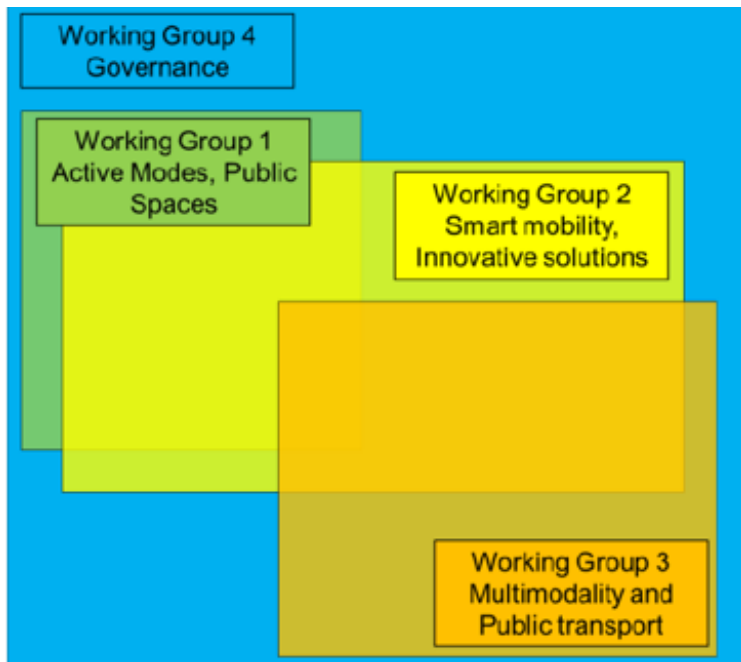 Working Group 4
Governance
Working Group 1
Active Modes, Public
Spaces
Working Group 2
Smart mobility,
Innovative solutions
Working Group 3
Multimodality and
Public transport